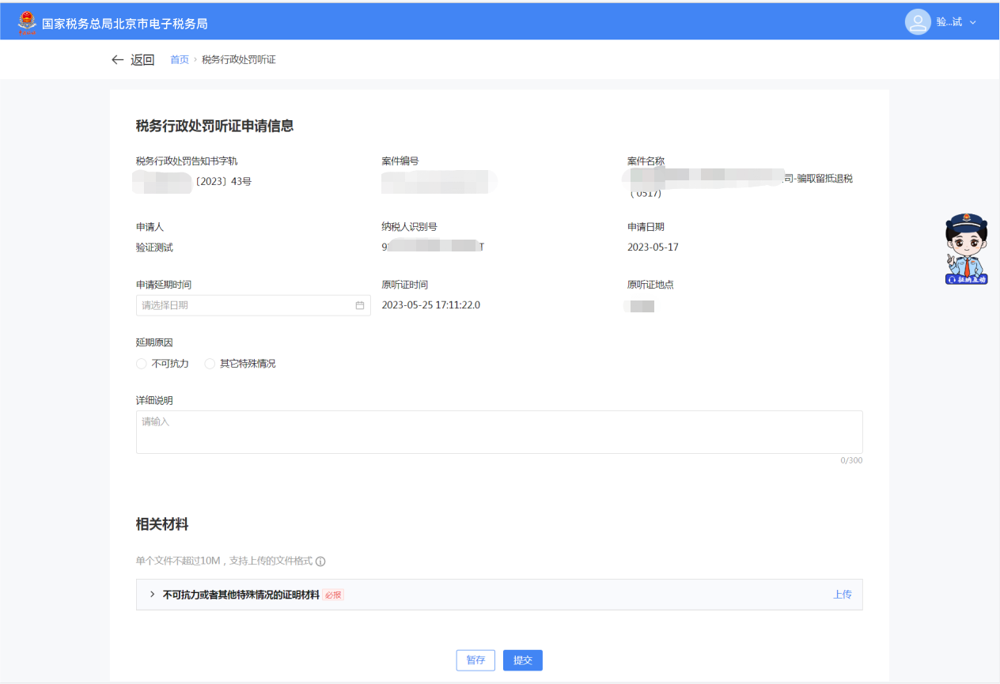 国家税务总局北京市电子税务局
验...试
返回 首页 › 税务行政处罚听证
税务行政处罚听证申请信息
税务行政处罚告知书字轨 案件编号 案件名称
〔2023〕43号 司-骗取留抵退税
(0517)
申请人 纳税人识别号 申请日期
验证测试 9 T 2023-05-17
申请延期时间 原听证时间 原听证地点
请选择日期 2023-05-25 17:11:22.0
延期原因
不可抗力 其它特殊情况
详细说明
请输入
0/300
征纳互动
相关材料
单个文件不超过10M，支持上传的文件格式
不可抗力或者其他特殊情况的证明材料 必报 上传
暂存 提交